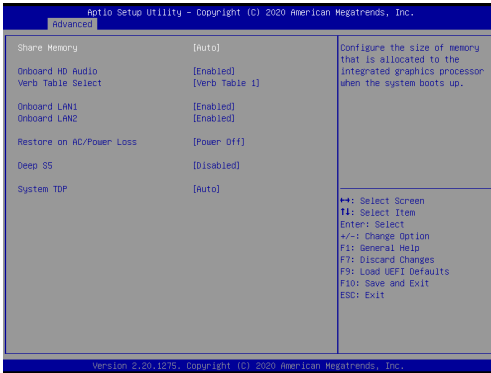 Aptio Setup Utility – Copyright (C) 2020 American Megatrends, Inc.
Advanced
Share Memory [Auto]
Onboard HD Audio [Enabled]
Verb Table Select [Verb Table 1]
Onboard LAN1 [Enabled]
Onboard LAN2 [Enabled]
Restore on AC/Power Loss [Power Off]
Deep S5 [Disabled]
System TDP [Auto]
Configure the size of memory
that is allocated to the
integrated graphics processor
when the system boots up.
↔: Select Screen
↑↓: Select Item
Enter: Select
+/-: Change Option
F1: General Help
F7: Discard Changes
F9: Load UEFI Defaults
F10: Save and Exit
ESC: Exit
Version 2.20.1275. Copyright (C) 2020 American Megatrends, Inc.